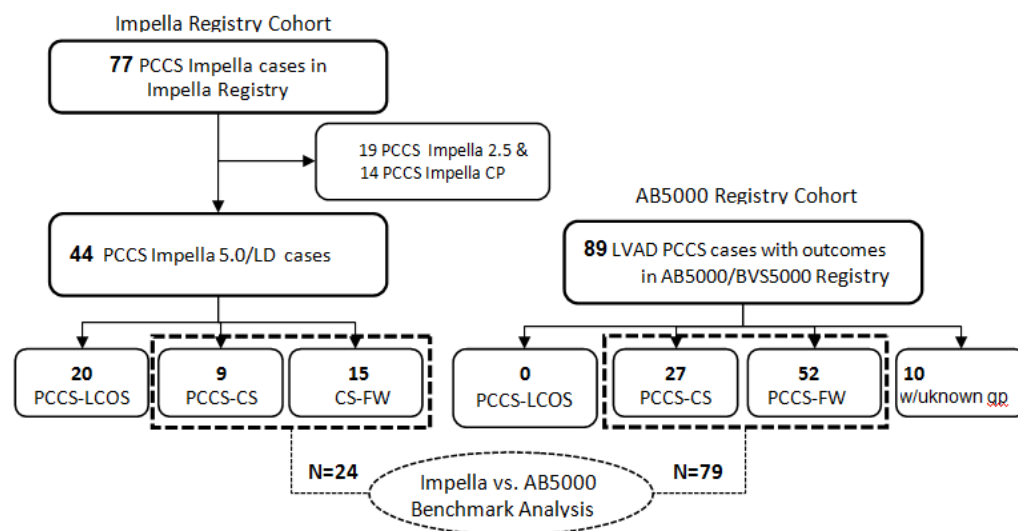 Impella Registry Cohort
77 PCCS Impella cases in
Impella Registry
19 PCCS Impella 2.5 &
14 PCCS Impella CP
44 PCCS Impella 5.0/LD cases
20
PCCS-LCOS
9
PCCS-CS
15
CS-FW
AB5000 Registry Cohort
89 LVAD PCCS cases with outcomes
in AB5000/BVS5000 Registry
0
PCCS-LCOS
27
PCCS-CS
52
PCCS-FW
10
w/uknown gp
N=24
N=79
Impella vs. AB5000
Benchmark Analysis